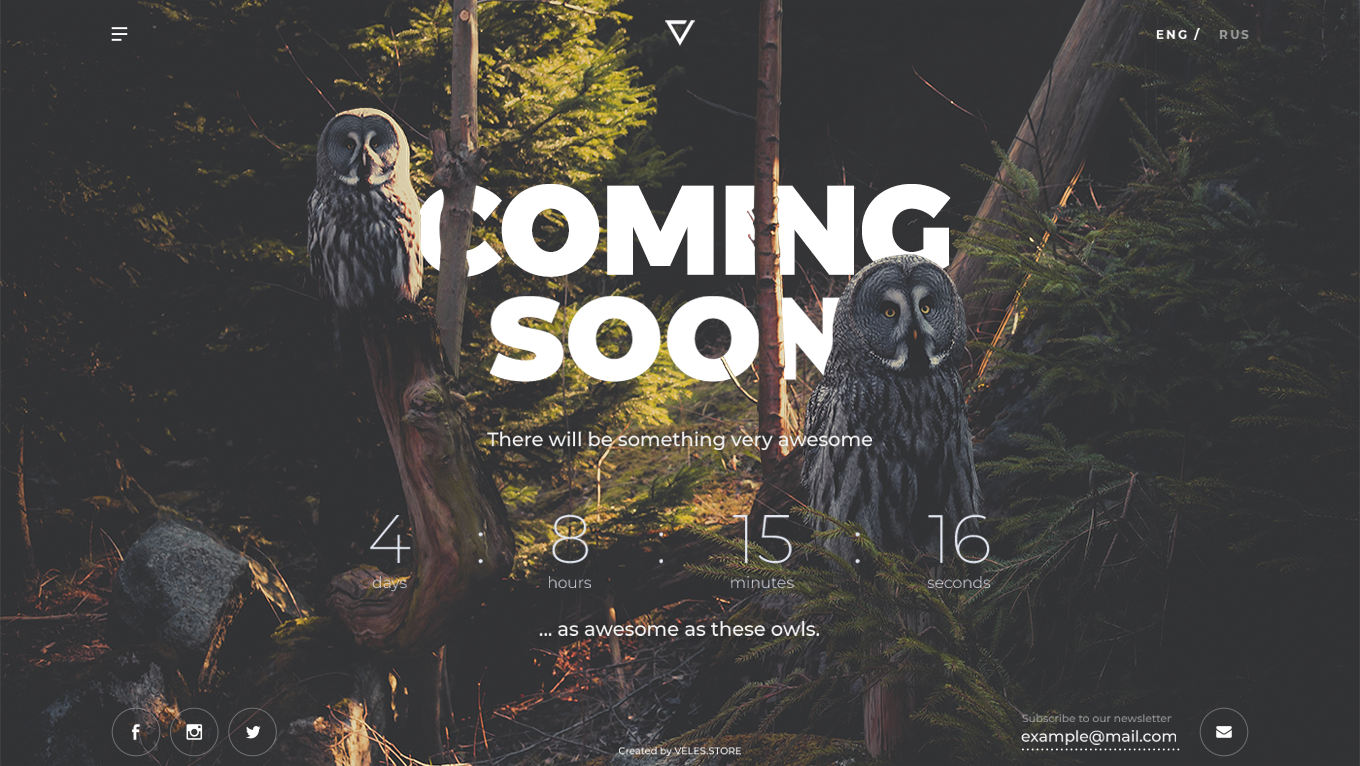 ENG / RUS
COMING
SOON
There will be something very awesome
4 : 8 : 15 : 16
days hours minutes seconds
... as awesome as these owls.
Subscribe to our newsletter
example@mail.com
Created by VELES.STORE